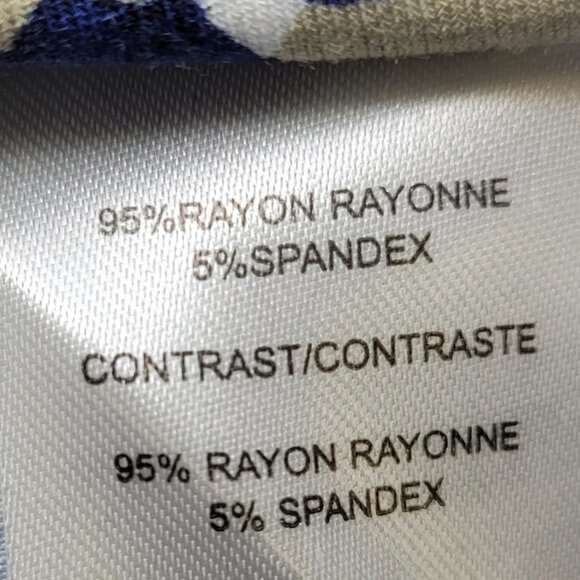 95%RAYON RAYONNE
5%SPANDEX
CONTRAST/CONTRASTE
95% RAYON RAYONNE
5% SPANDEX